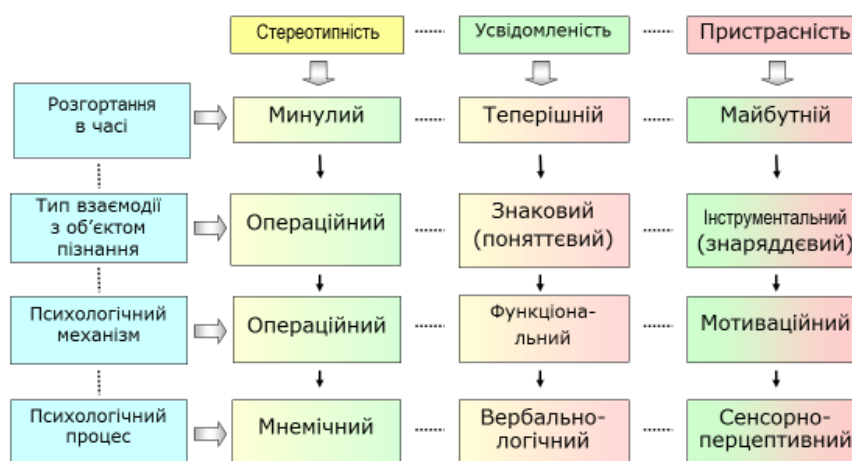 Стереотипність
Усвідомленість
Пристрасність
Розгортання
в часі
Минулий
Теперішній
Майбутній
Тип взаємодії
з об’єктом
пізнання
Операційний
Знаковий
(поняттєвий)
Інструментальний
(знаряддєвий)
Психологічний
механізм
Операційний
Функціона-
льний
Мотиваційний
Психологічний
процес
Мнемічний
Вербально-
логічний
Сенсорно-
перцептивний